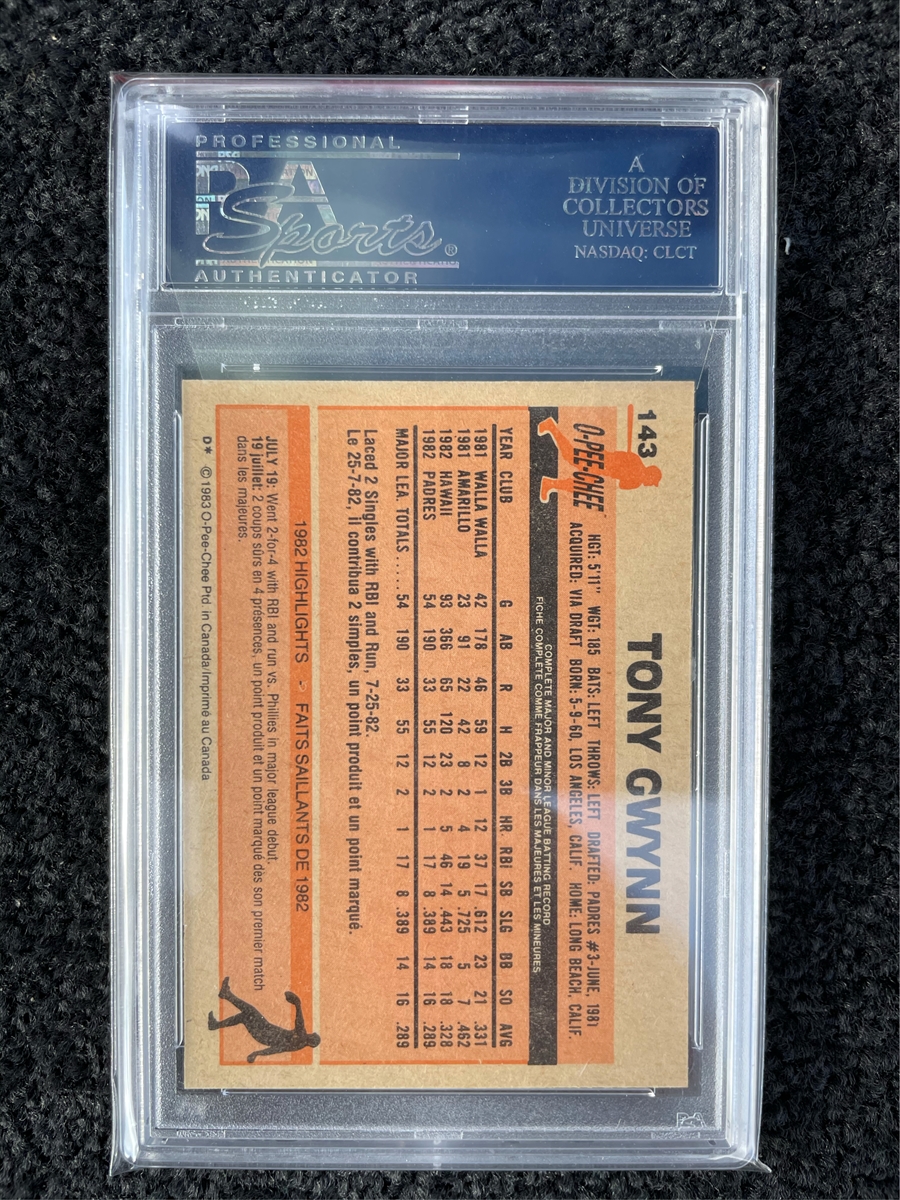 PROFESSIONAL
PSA
Sports®
AUTHENTICATOR
A
DIVISION OF
COLLECTORS
UNIVERSE
NASDAQ: CLCT
143
TONY GWYNN
O-PEE-CHEE
HGT: 5'11" WGT: 185 BATS: LEFT THROWS: LEFT DRAFTED: PADRES #3-JUNE, 1981
ACQUIRED: VIA DRAFT BORN: 5-9-60, LOS ANGELES, CALIF. HOME: LONG BEACH, CALIF.
COMPLETE MAJOR AND MINOR LEAGUE BATTING RECORD
FICHE COMPLÈTE COMME FRAPPEUR DANS LES MAJEURES ET LES MINEURES
YEAR CLUB G AB R H 2B 3B HR RBI SB SLG BB SO AVG
1981 WALLA WALLA 42 178 46 59 12 1 12 37 17 .612 23 21 .331
1981 AMARILLO 23 91 22 42 8 2 4 19 5 .725 5 7 .462
1982 HAWAII 93 366 65 120 23 2 5 46 14 .443 18 18 .328
1982 PADRES 54 190 33 55 12 2 1 17 8 .389 14 16 .289
MAJOR LEA. TOTALS ..... 54 190 33 55 12 2 1 17 8 .389 14 16 .289
Laced 2 Singles with RBI and Run, 7-25-82.
Le 25-7-82, il contribua 2 simples, un point produit et un point marqué.
1982 HIGHLIGHTS - FAITS SAILLANTS DE 1982
JULY 19: Went 2-for-4 with RBI and run vs. Phillies in major league debut.
19 juillet: 2 coups sûrs en 4 présences, un point produit et un point marqué dès son premier match
dans les majeures.
D* © 1983 O-Pee-Chee Ptd. in Canada/Imprimé au Canada
PSA